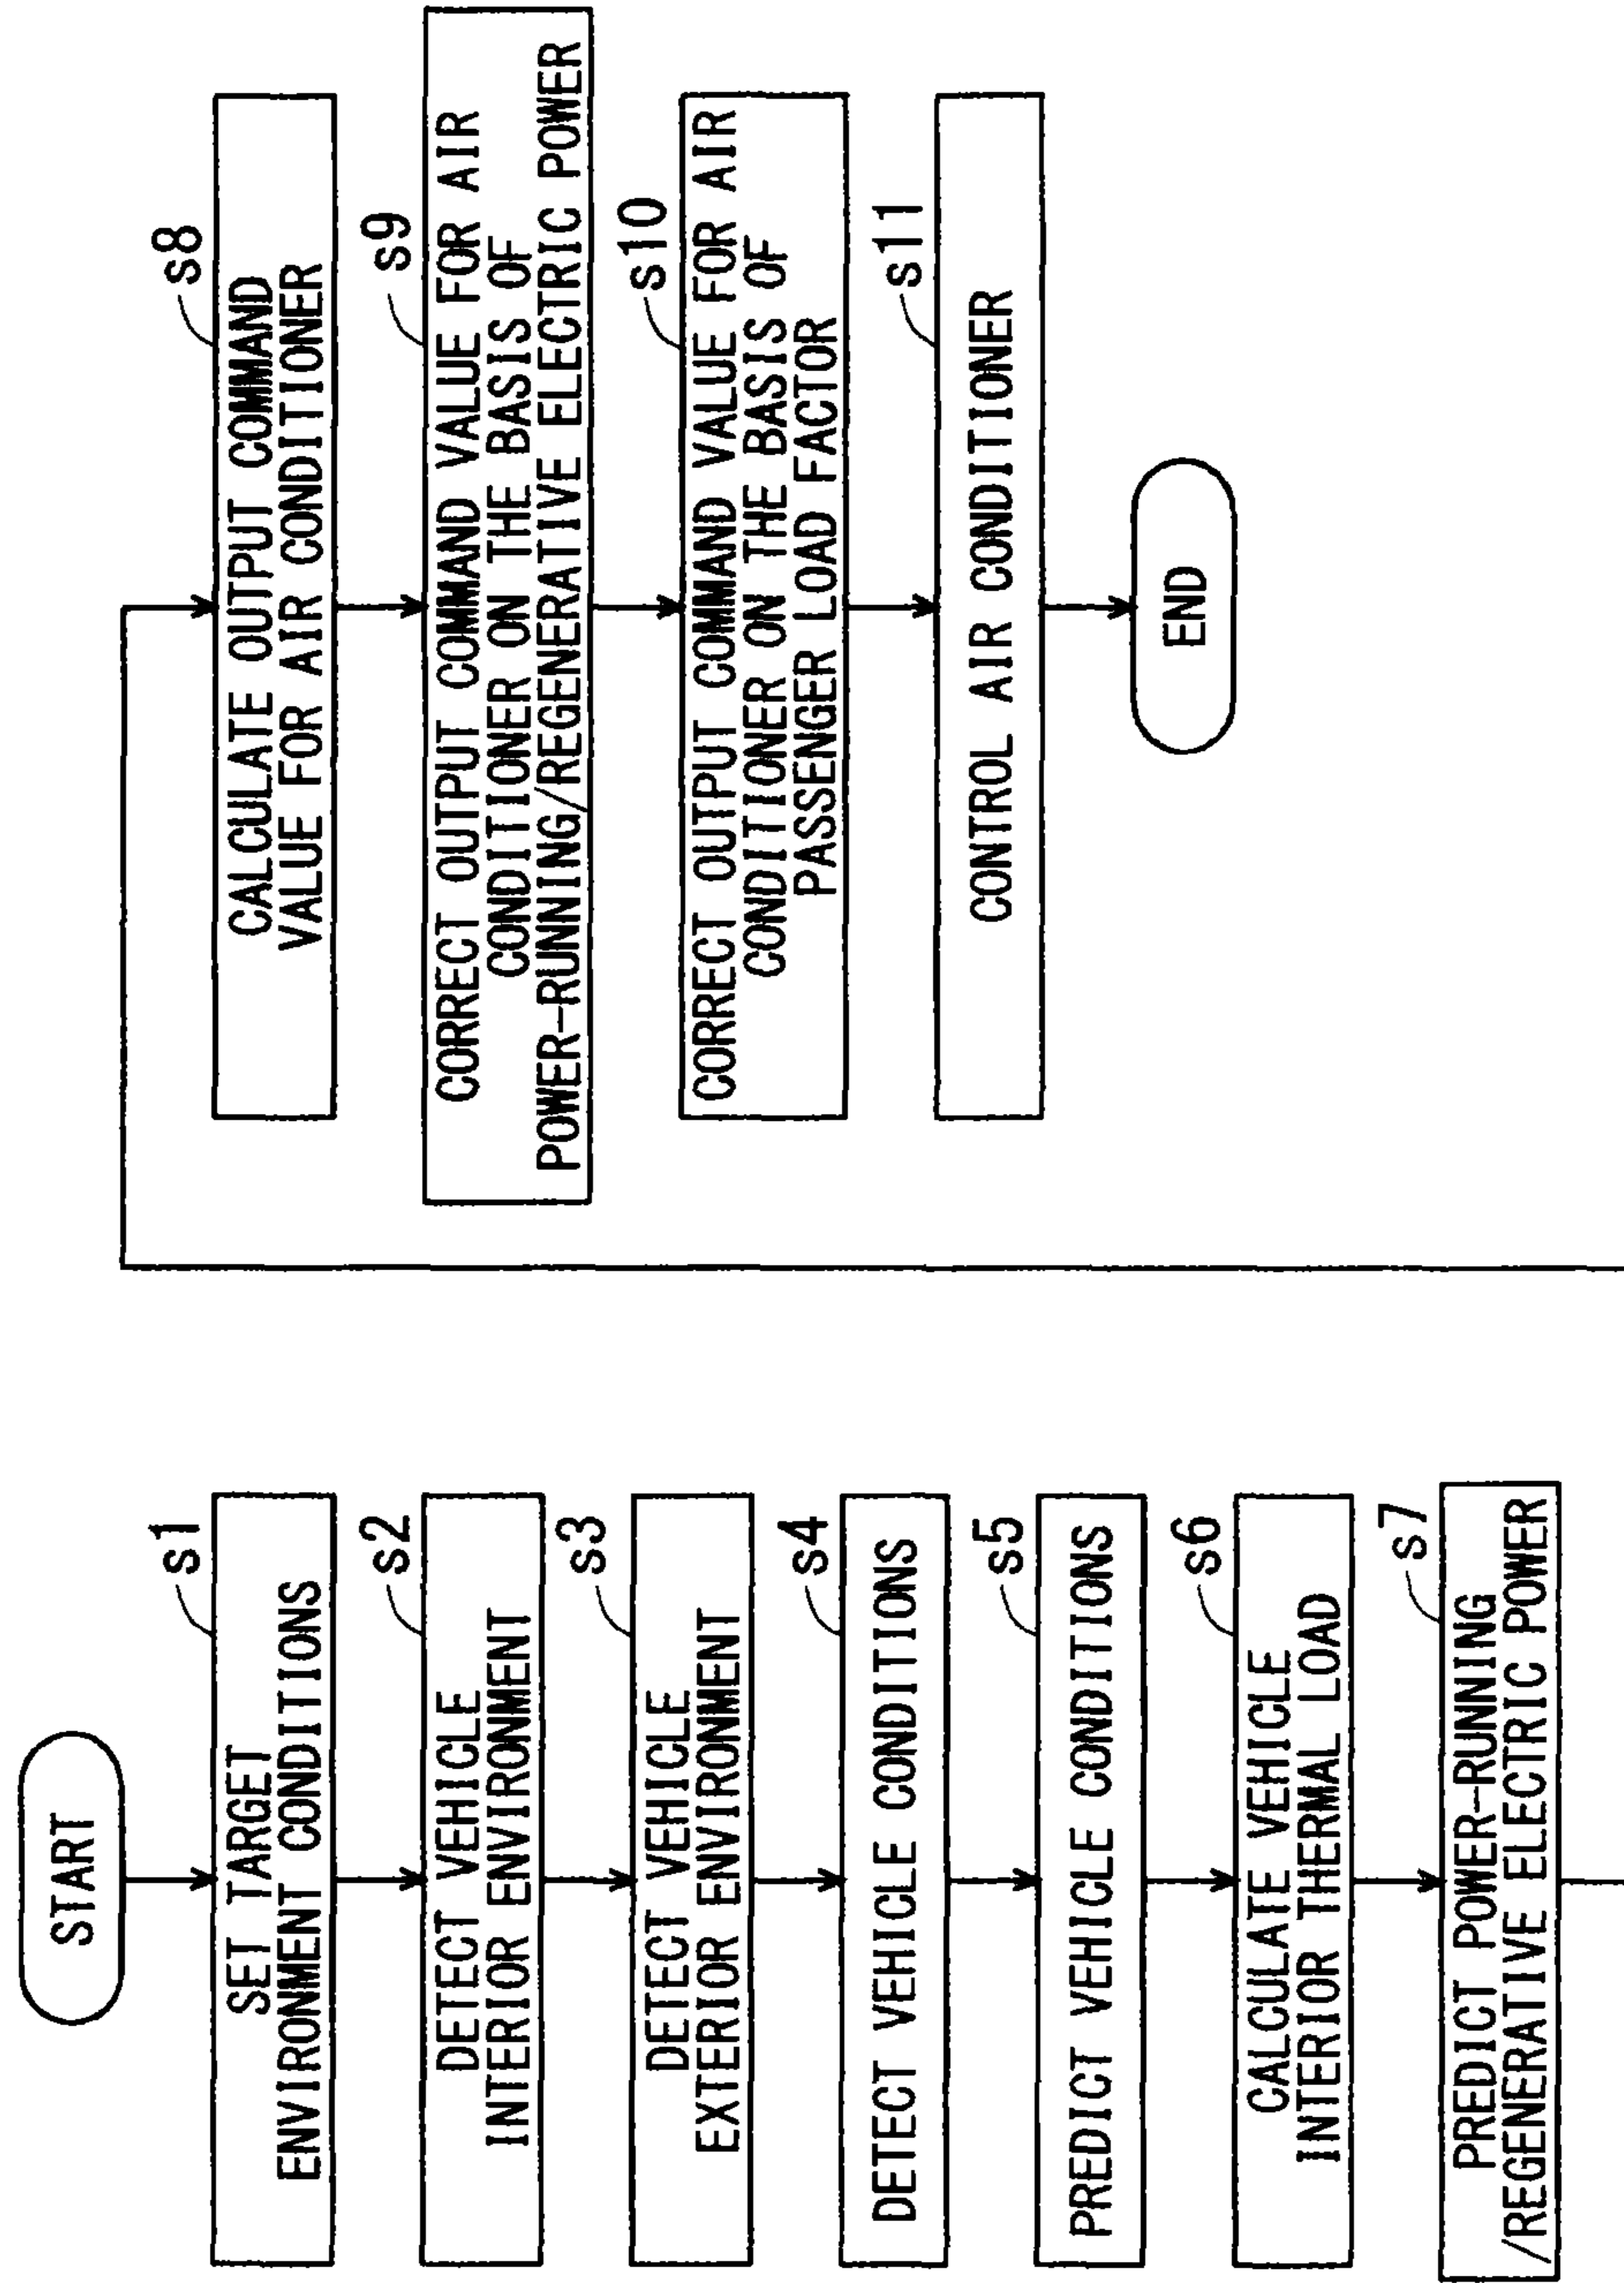 START
s1
SET TARGET
ENVIRONMENT CONDITIONS
s2
DETECT VEHICLE
INTERIOR ENVIRONMENT
s3
DETECT VEHICLE
EXTERIOR ENVIRONMENT
s4
DETECT VEHICLE CONDITIONS
s5
PREDICT VEHICLE CONDITIONS
s6
CALCULATE VEHICLE
INTERIOR THERMAL LOAD
s7
PREDICT POWER-RUNNING
/REGENERATIVE ELECTRIC POWER
s8
CALCULATE OUTPUT COMMAND
VALUE FOR AIR CONDITIONER
s9
CORRECT OUTPUT COMMAND VALUE FOR AIR
CONDITIONER ON THE BASIS OF
POWER-RUNNING/REGENERATIVE ELECTRIC POWER
s10
CORRECT OUTPUT COMMAND VALUE FOR AIR
CONDITIONER ON THE BASIS OF
PASSENGER LOAD FACTOR
s11
CONTROL AIR CONDITIONER
END